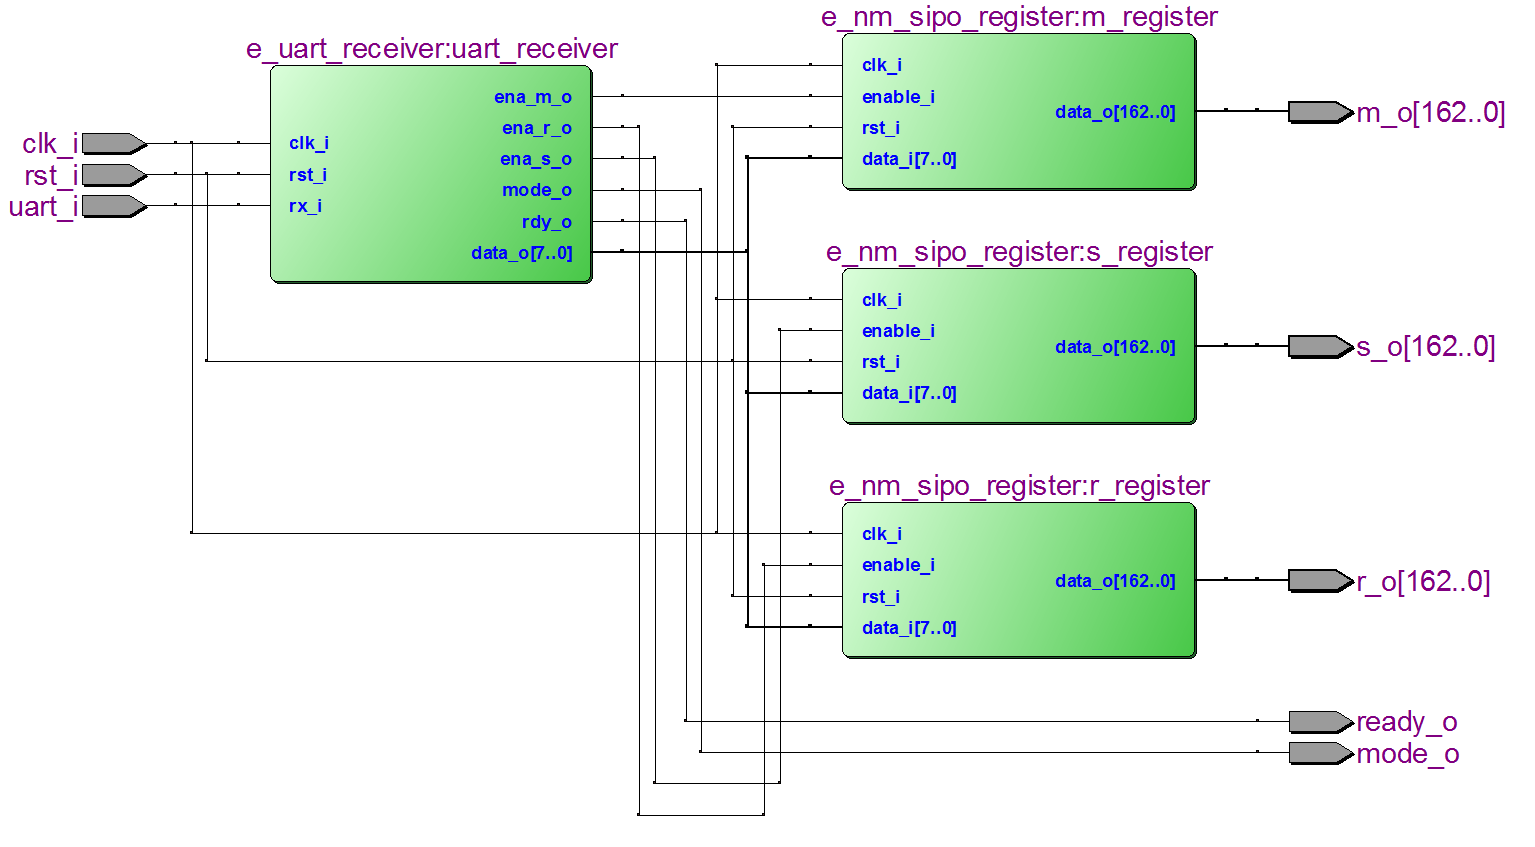 clk_i
rst_i
uart_i
e_uart_receiver:uart_receiver
clk_i
rst_i
rx_i
ena_m_o
ena_r_o
ena_s_o
mode_o
rdy_o
data_o[7..0]
e_nm_sipo_register:m_register
clk_i
enable_i
rst_i
data_i[7..0]
data_o[162..0]
m_o[162..0]
e_nm_sipo_register:s_register
clk_i
enable_i
rst_i
data_i[7..0]
data_o[162..0]
s_o[162..0]
e_nm_sipo_register:r_register
clk_i
enable_i
rst_i
data_i[7..0]
data_o[162..0]
r_o[162..0]
ready_o
mode_o